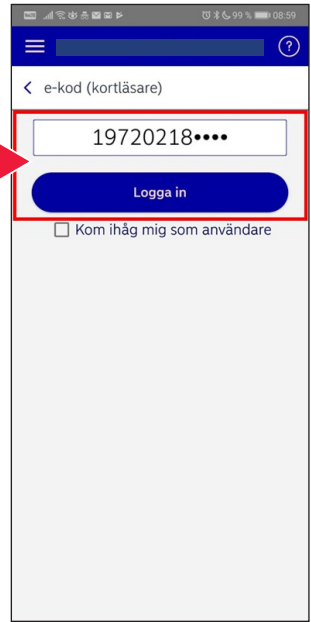 99 % 08:59
?
e-kod (kortläsare)
19720218••••
Logga in
Kom ihåg mig som användare